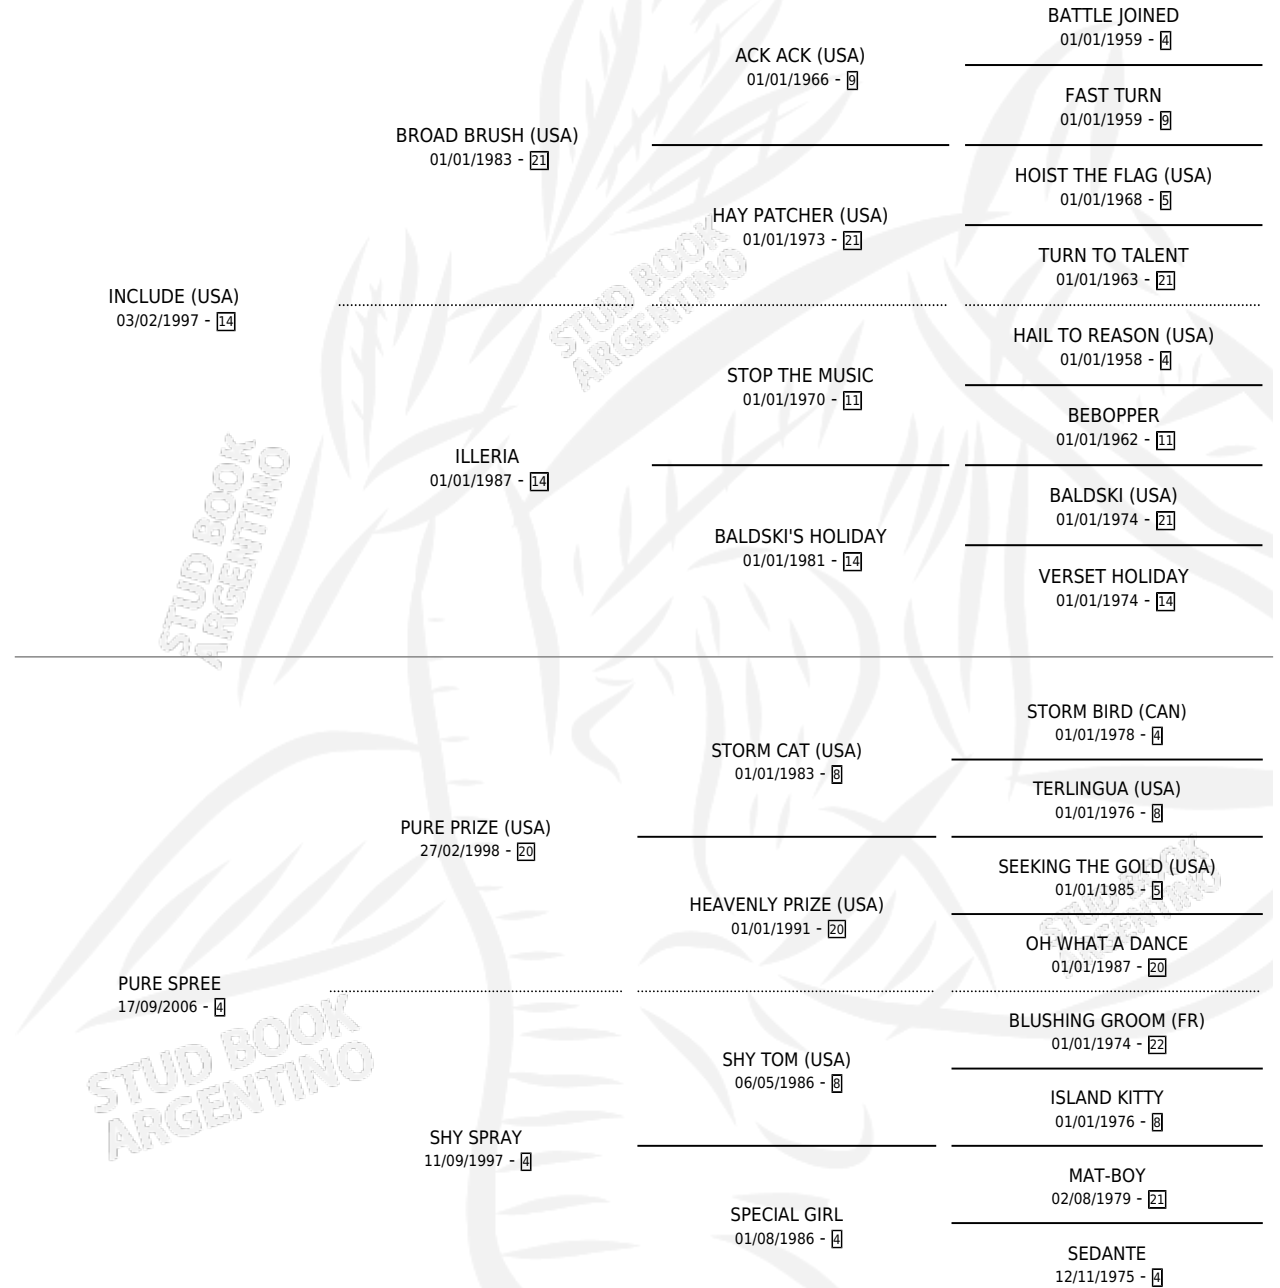 BATTLE JOINED
01/01/1959 - 4
ACK ACK (USA)
01/01/1966 - 9
FAST TURN
01/01/1959 - 9
BROAD BRUSH (USA)
01/01/1983 - 21
HOIST THE FLAG (USA)
01/01/1968 - 5
HAY PATCHER (USA)
01/01/1973 - 21
TURN TO TALENT
01/01/1963 - 21
INCLUDE (USA)
03/02/1997 - 14
STUD BOOK
ARGENTINO
HAIL TO REASON (USA)
01/01/1958 - 4
STOP THE MUSIC
01/01/1970 - 11
BEBOPPER
01/01/1962 - 11
ILLERIA
01/01/1987 - 14
BALDSKI (USA)
01/01/1974 - 21
BALDSKI'S HOLIDAY
01/01/1981 - 14
VERSET HOLIDAY
01/01/1974 - 14
STUD BOOK
ARGENTINO
STORM BIRD (CAN)
01/01/1978 - 4
STORM CAT (USA)
01/01/1983 - 8
TERLINGUA (USA)
01/01/1976 - 8
PURE PRIZE (USA)
27/02/1998 - 20
SEEKING THE GOLD (USA)
01/01/1985 - 5
HEAVENLY PRIZE (USA)
01/01/1991 - 20
STUD BOOK
ARGENTINO
OH WHAT A DANCE
01/01/1987 - 20
PURE SPREE
17/09/2006 - 4
BLUSHING GROOM (FR)
01/01/1974 - 22
SHY TOM (USA)
06/05/1986 - 8
ISLAND KITTY
01/01/1976 - 8
STUD BOOK
ARGENTINO
SHY SPRAY
11/09/1997 - 4
MAT-BOY
02/08/1979 - 21
SPECIAL GIRL
01/08/1986 - 4
SEDANTE
12/11/1975 - 4